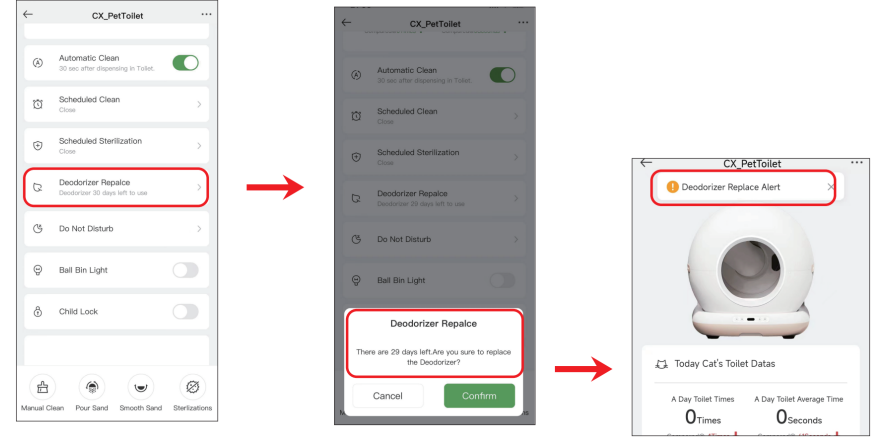 CX_PetToilet
Automatic Clean
30 sec after dispensing in Toilet.
Scheduled Clean
Close
Scheduled Sterilization
Close
Deodorizer Repalce
Deodorizer 30 days left to use
Do Not Disturb
Ball Bin Light
Child Lock
Manual Clean
Pour Sand
Smooth Sand
Sterlizations
CX_PetToilet
Automatic Clean
30 sec after dispensing in Toilet.
Scheduled Clean
Close
Scheduled Sterilization
Close
Deodorizer Repalce
Deodorizer 29 days left to use
Do Not Disturb
Ball Bin Light
Deodorizer Repalce
There are 29 days left.Are you sure to replace
the Deodorizer?
Cancel
Confirm
CX_PetToilet
Deodorizer Replace Alert
Today Cat's Toilet Datas
A Day Toilet Times
A Day Toilet Average Time
0Times
0Seconds